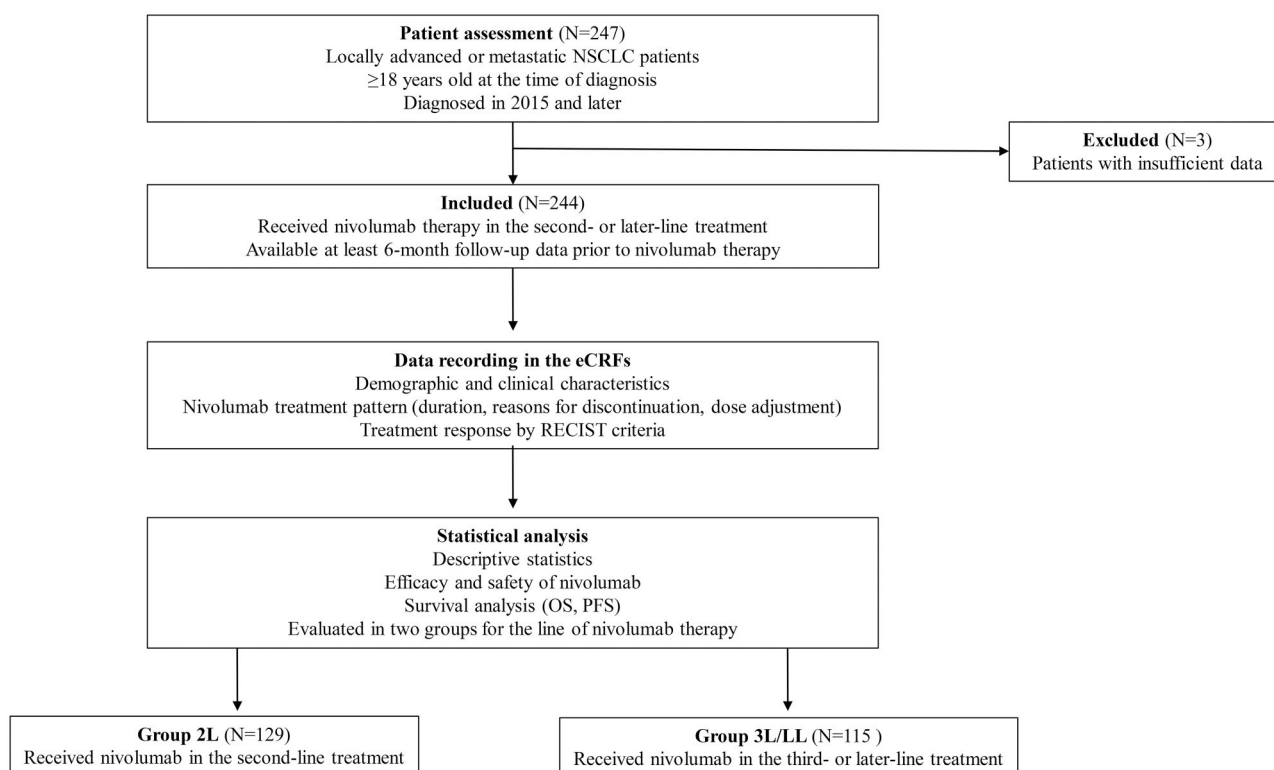 Patient assessment (N=247)
Locally advanced or metastatic NSCLC patients
≥18 years old at the time of diagnosis
Diagnosed in 2015 and later
Excluded (N=3)
Patients with insufficient data
Included (N=244)
Received nivolumab therapy in the second- or later-line treatment
Available at least 6-month follow-up data prior to nivolumab therapy
Data recording in the eCRFs
Demographic and clinical characteristics
Nivolumab treatment pattern (duration, reasons for discontinuation, dose adjustment)
Treatment response by RECIST criteria
Statistical analysis
Descriptive statistics
Efficacy and safety of nivolumab
Survival analysis (OS, PFS)
Evaluated in two groups for the line of nivolumab therapy
Group 2L (N=129)
Received nivolumab in the second-line treatment
Group 3L/LL (N=115 )
Received nivolumab in the third- or later-line treatment